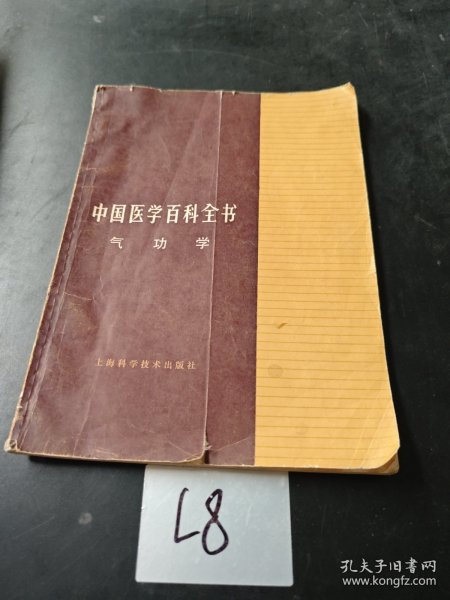 中国医学百科全书
气功学
上海科学技术出版社
L8
孔夫子旧书网
www.kongfz.com